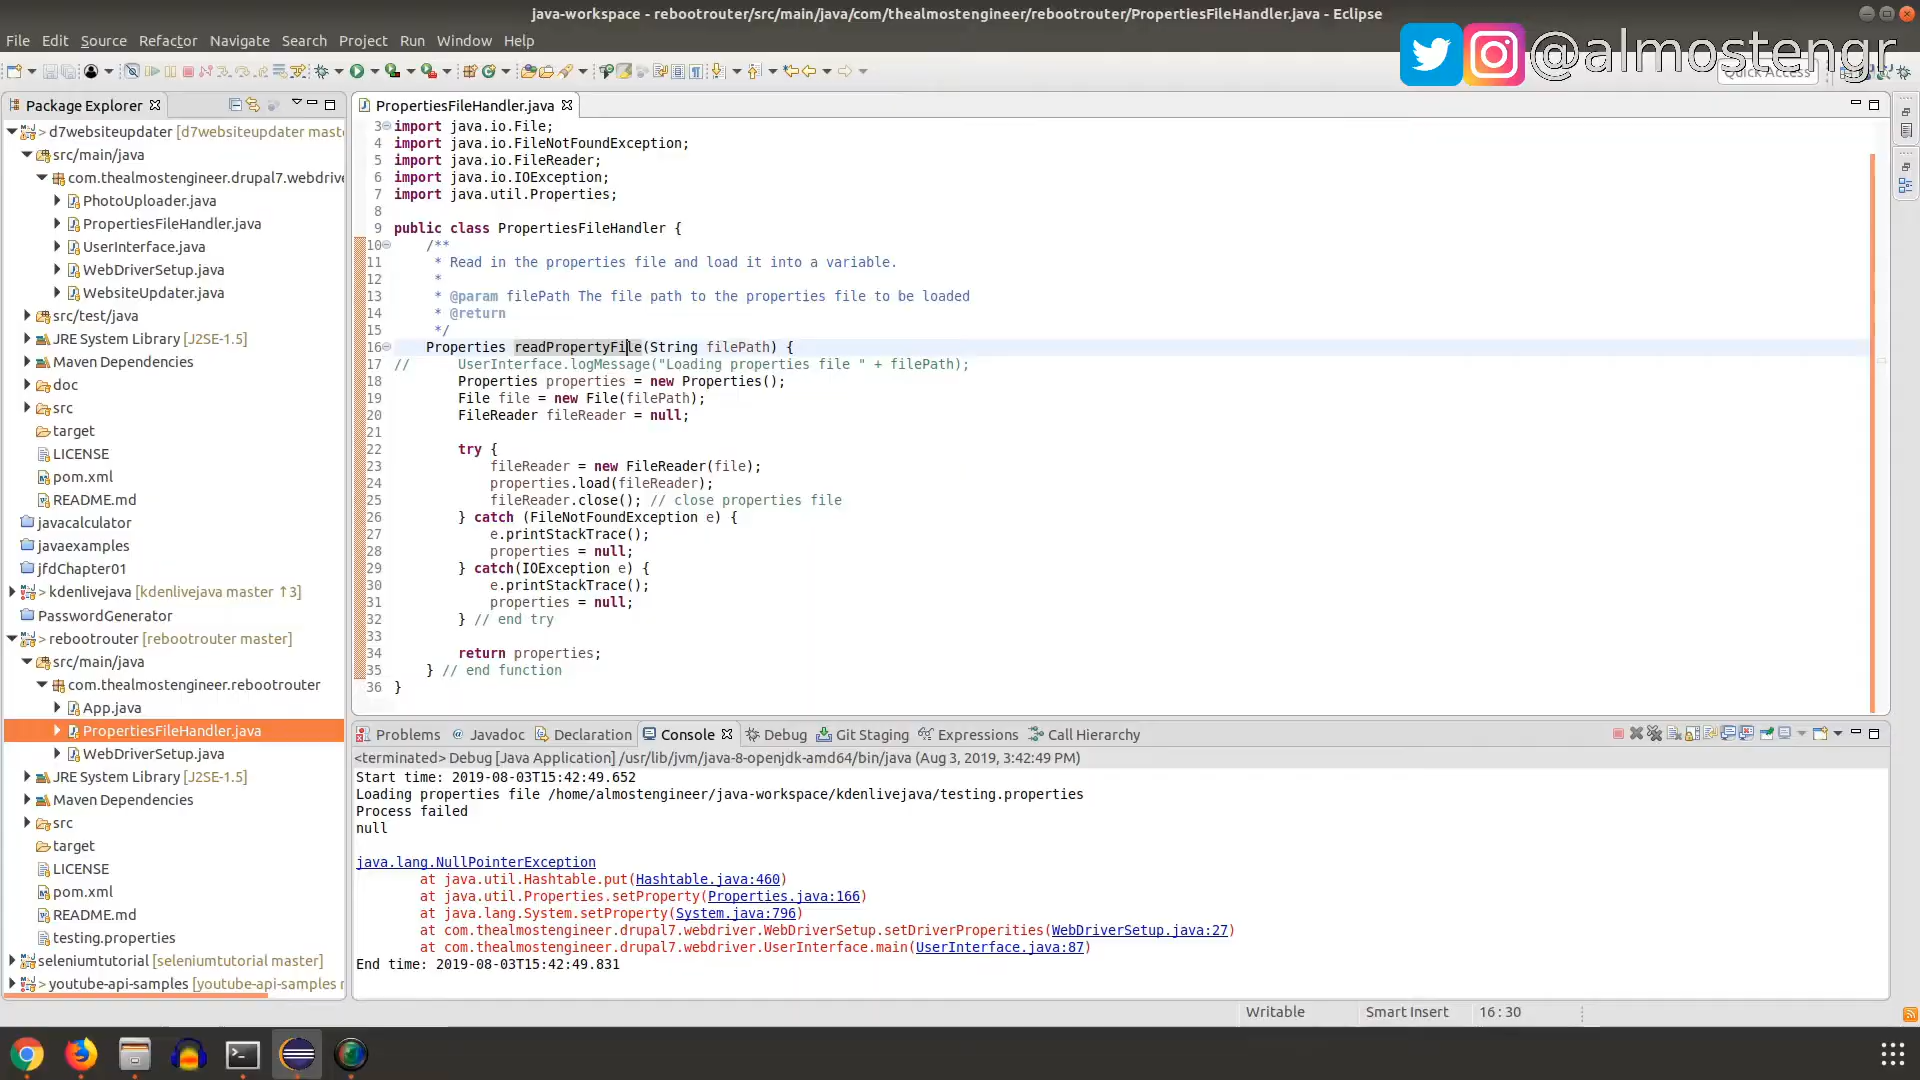 java-workspace - rebootrouter/src/main/java/com/thealmostengineer/rebootrouter/PropertiesFileHandler.java - Eclipse
File Edit Source Refactor Navigate Search Project Run Window Help
@almostengr
Quick Access
Package Explorer
> d7websiteupdater [d7websiteupdater mast
src/main/java
com.thealmostengineer.drupal7.webdrive
PhotoUploader.java
PropertiesFileHandler.java
UserInterface.java
WebDriverSetup.java
WebsiteUpdater.java
src/test/java
JRE System Library [J2SE-1.5]
Maven Dependencies
doc
src
target
LICENSE
pom.xml
README.md
javacalculator
javaexamples
jfdChapter01
> kdenlivejava [kdenlivejava master ↑3]
PasswordGenerator
> rebootrouter [rebootrouter master]
src/main/java
com.thealmostengineer.rebootrouter
App.java
PropertiesFileHandler.java
WebDriverSetup.java
JRE System Library [J2SE-1.5]
Maven Dependencies
src
target
LICENSE
pom.xml
README.md
testing.properties
seleniumtutorial [seleniumtutorial master]
> youtube-api-samples [youtube-api-samples
PropertiesFileHandler.java
3 import java.io.File;
4 import java.io.FileNotFoundException;
5 import java.io.FileReader;
6 import java.io.IOException;
7 import java.util.Properties;
8
9 public class PropertiesFileHandler {
10 /**
11 * Read in the properties file and load it into a variable.
12 *
13 * @param filePath The file path to the properties file to be loaded
14 * @return
15 */
16 Properties readPropertyFile(String filePath) {
17 // UserInterface.logMessage("Loading properties file " + filePath);
18 Properties properties = new Properties();
19 File file = new File(filePath);
20 FileReader fileReader = null;
21
22 try {
23 fileReader = new FileReader(file);
24 properties.load(fileReader);
25 fileReader.close(); // close properties file
26 } catch (FileNotFoundException e) {
27 e.printStackTrace();
28 properties = null;
29 } catch(IOException e) {
30 e.printStackTrace();
31 properties = null;
32 } // end try
33
34 return properties;
35 } // end function
36 }
Problems Javadoc Declaration Console Debug Git Staging Expressions Call Hierarchy
<terminated> Debug [Java Application] /usr/lib/jvm/java-8-openjdk-amd64/bin/java (Aug 3, 2019, 3:42:49 PM)
Start time: 2019-08-03T15:42:49.652
Loading properties file /home/almostengineer/java-workspace/kdenlivejava/testing.properties
Process failed
null
java.lang.NullPointerException
at java.util.Hashtable.put(Hashtable.java:460)
at java.util.Properties.setProperty(Properties.java:166)
at java.lang.System.setProperty(System.java:796)
at com.thealmostengineer.drupal7.webdriver.WebDriverSetup.setDriverProperities(WebDriverSetup.java:27)
at com.thealmostengineer.drupal7.webdriver.UserInterface.main(UserInterface.java:87)
End time: 2019-08-03T15:42:49.831
Writable Smart Insert 16 : 30